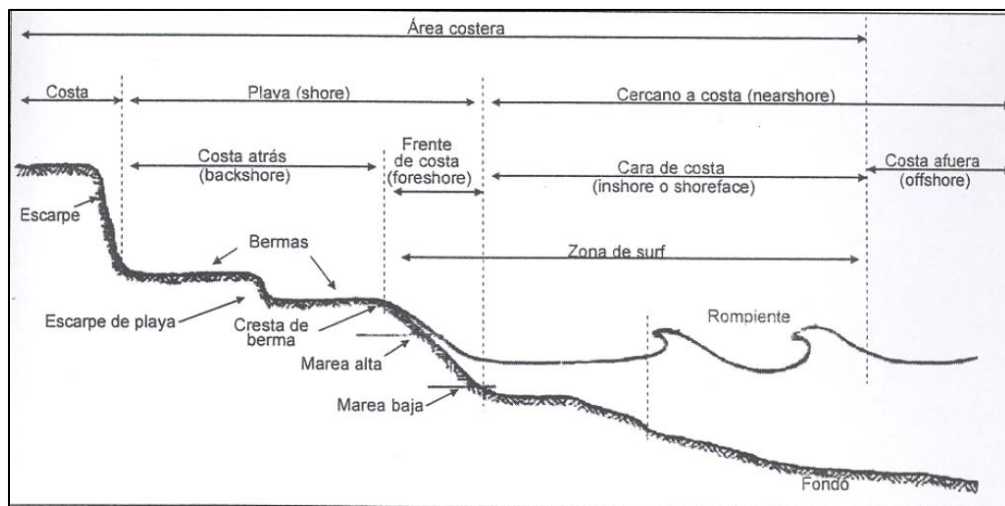 Área costera
Costa
Playa (shore)
Cercano a costa (nearshore)
Costa atrás
(backshore)
Frente
de costa
(foreshore)
Cara de costa
(inshore o shoreface)
Costa afuera
(offshore)
Escarpe
Bermas
Zona de surf
Escarpe de playa
Cresta de
berma
Rompiente
Marea alta
Marea baja
Fondo